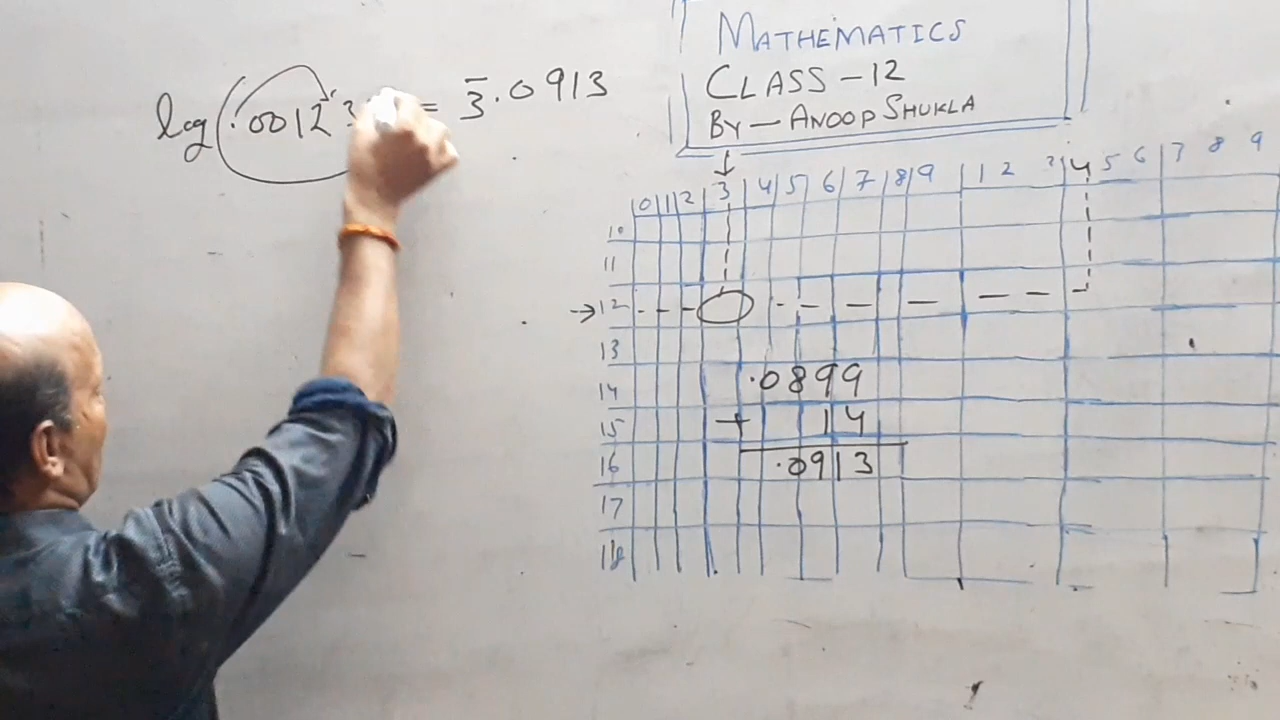 MATHEMATICS
CLASS - 12
BY - ANOOP SHUKLA
log(.00123 = 3̅.0913
0 1 2 3 4 5 6 7 8 9 1 2 3 4 5 6 7 8 9
10
11
→ 12
13
14
15
16
17
18
.0899
+ 14
.0913